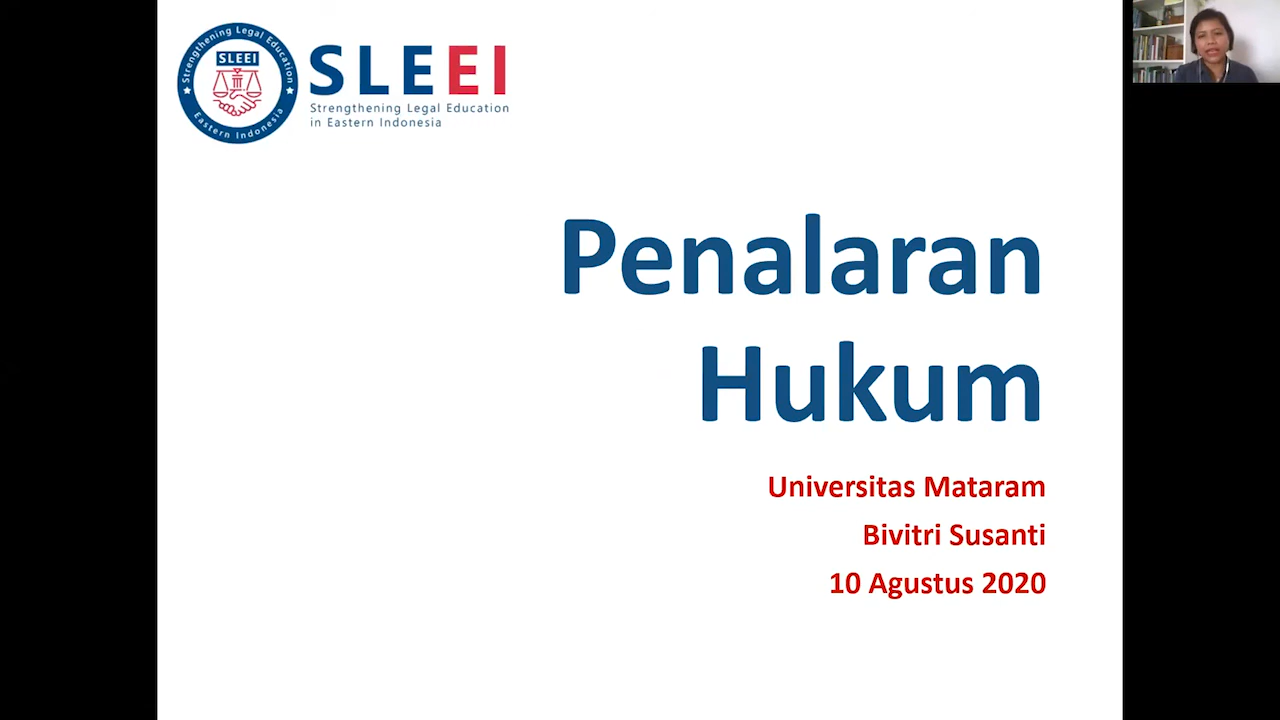 Strengthening Legal Education
SLEEI
Eastern Indonesia
SLEEI
Strengthening Legal Education
in Eastern Indonesia
Penalaran
Hukum
Universitas Mataram
Bivitri Susanti
10 Agustus 2020